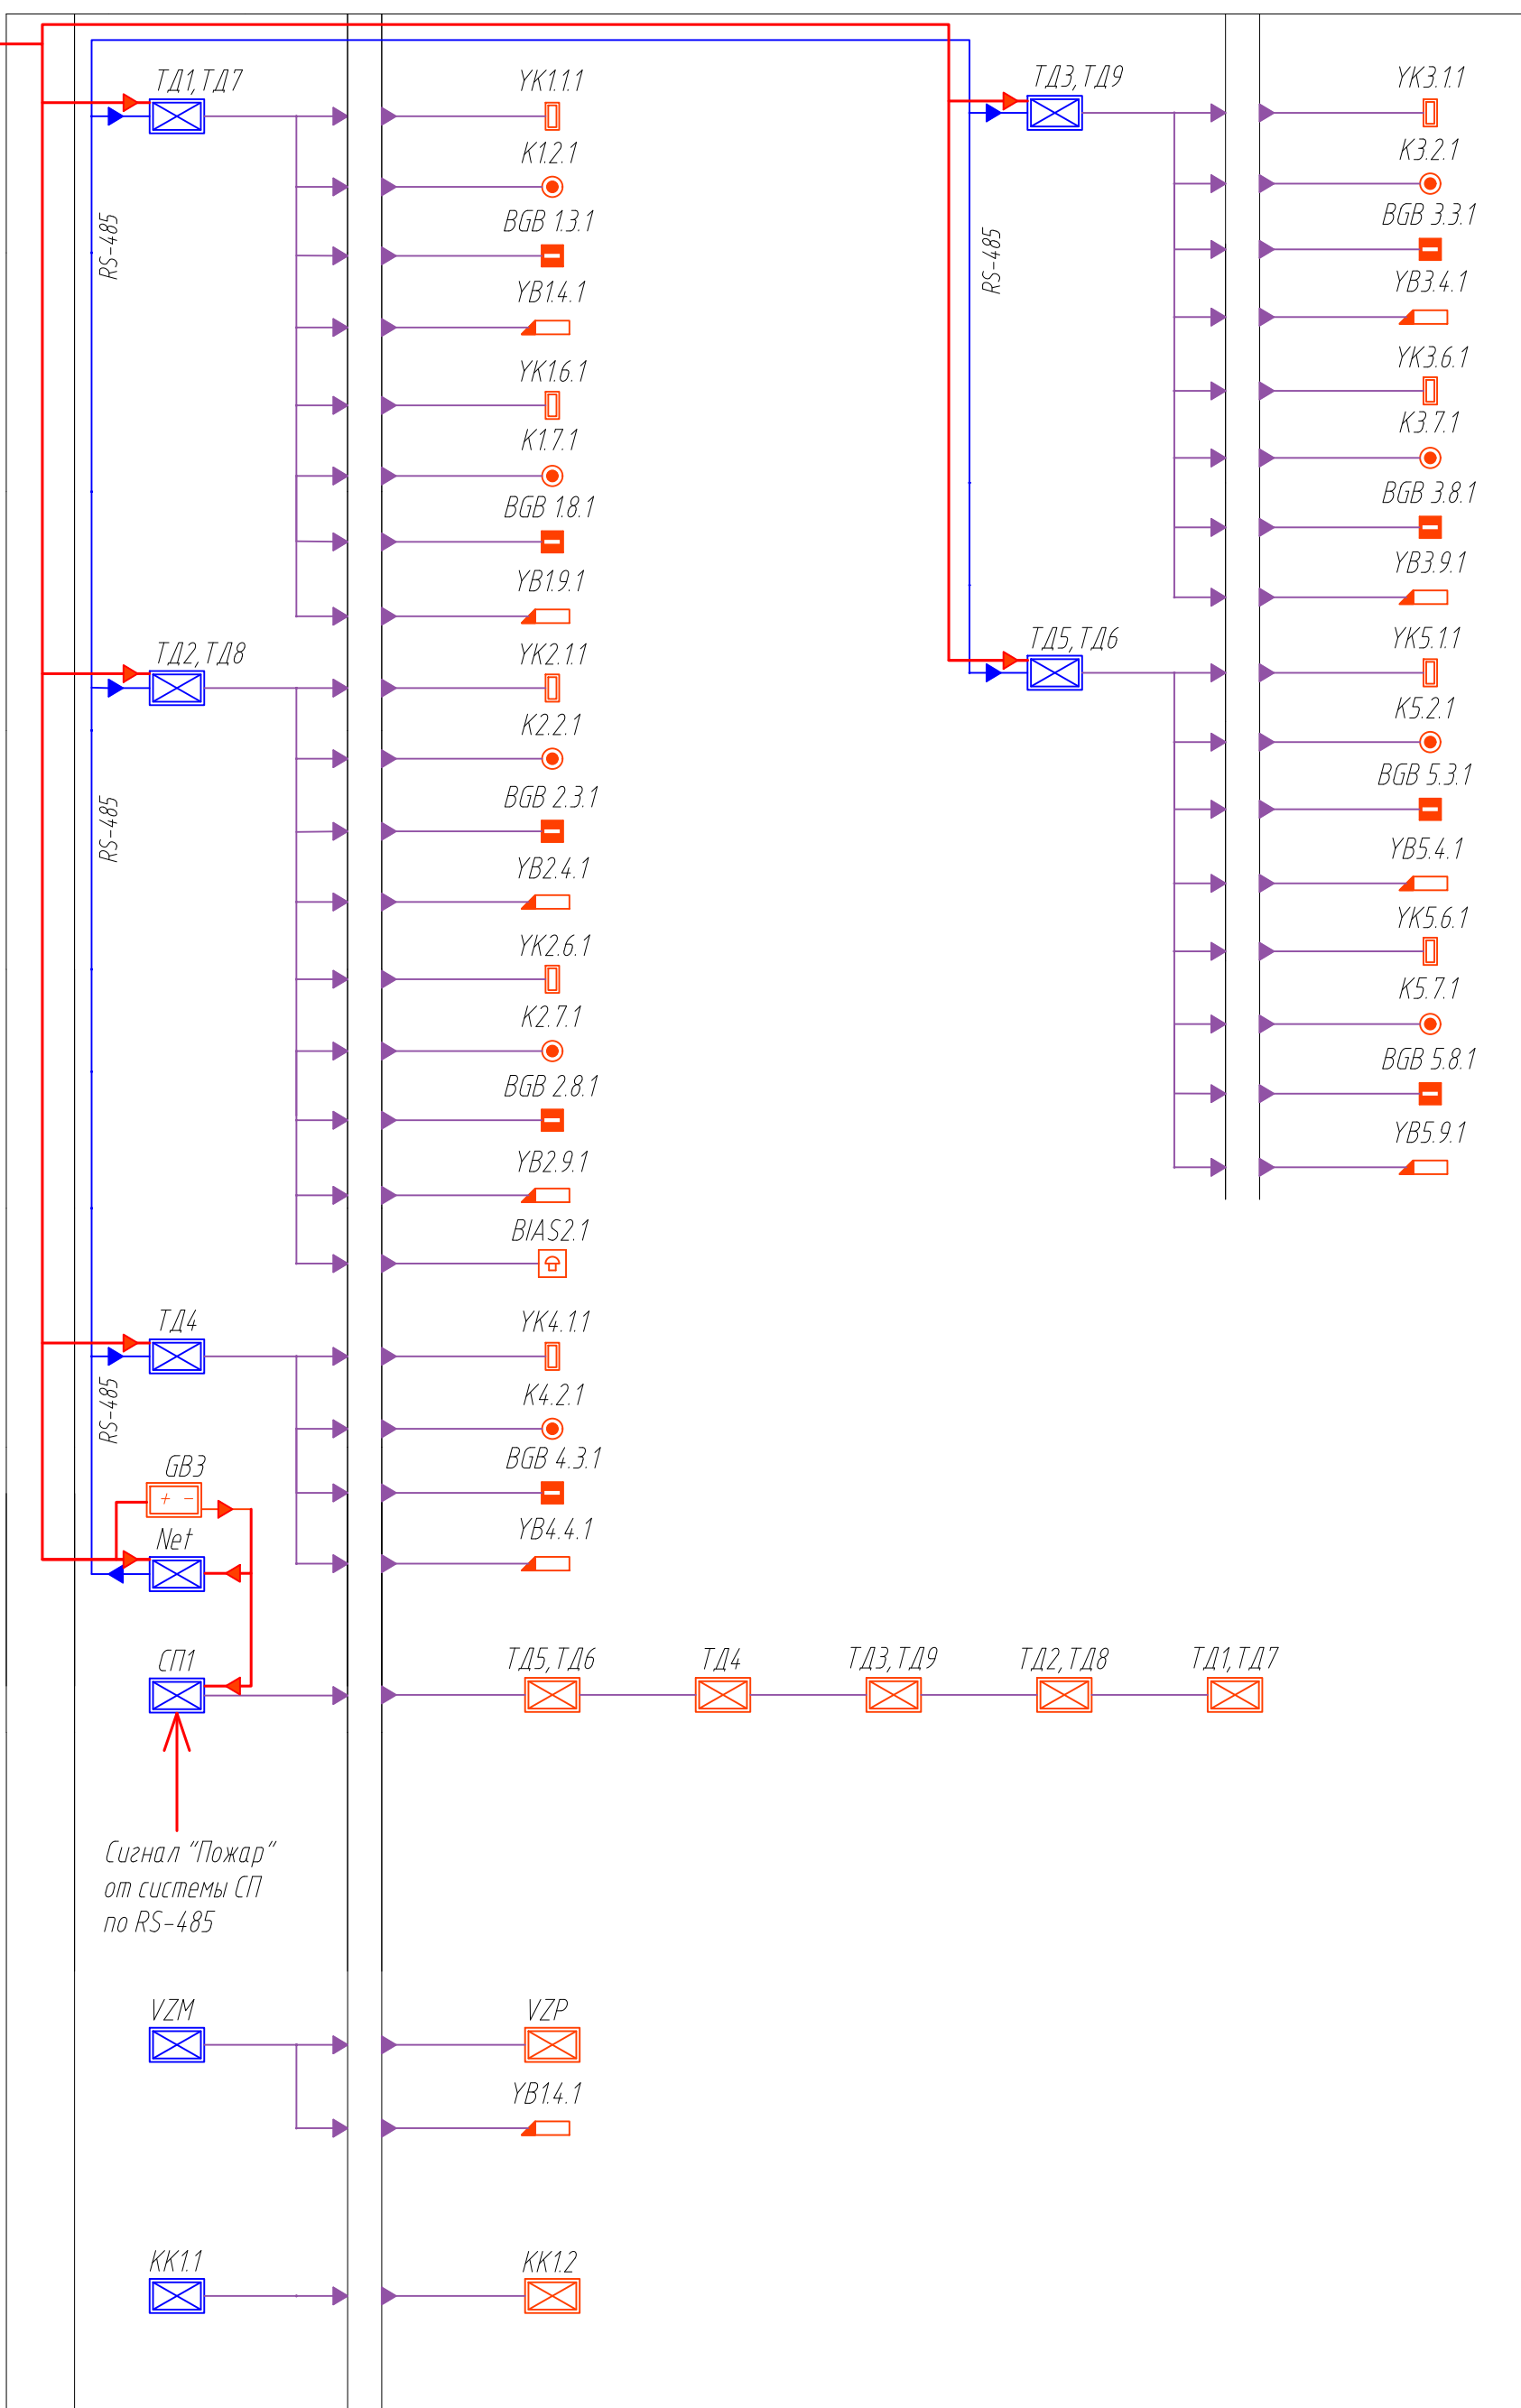 ТД1,ТД7
YK1.1.1
K1.2.1
BGB 1.3.1
YB1.4.1
YK1.6.1
K1.7.1
BGB 1.8.1
YB1.9.1
RS-485
ТД2,ТД8
YK2.1.1
K2.2.1
BGB 2.3.1
YB2.4.1
YK2.6.1
K2.7.1
BGB 2.8.1
YB2.9.1
BIAS2.1
RS-485
ТД4
YK4.1.1
K4.2.1
BGB 4.3.1
YB4.4.1
RS-485
GB3
+ -
Net
СП1
ТД5,ТД6
ТД4
ТД3,ТД9
ТД2,ТД8
ТД1,ТД7
Сигнал "Пожар"
от системы СП
по RS-485
VZM
VZP
YB1.4.1
KK1.1
KK1.2
ТД3,ТД9
YK3.1.1
K3.2.1
BGB 3.3.1
YB3.4.1
YK3.6.1
K3.7.1
BGB 3.8.1
YB3.9.1
RS-485
ТД5,ТД6
YK5.1.1
K5.2.1
BGB 5.3.1
YB5.4.1
YK5.6.1
K5.7.1
BGB 5.8.1
YB5.9.1